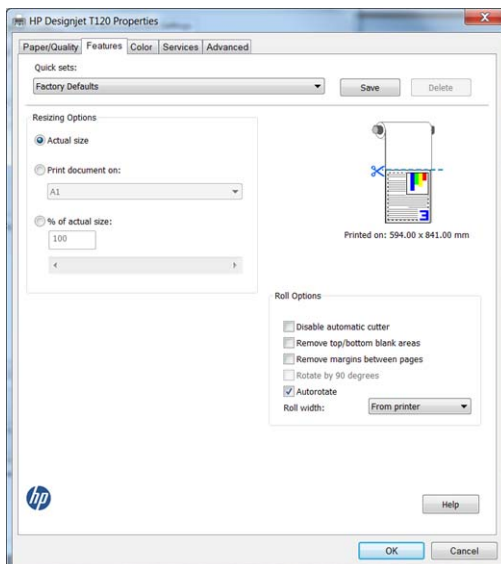 HP Designjet T120 Properties
Paper/Quality Features Color Services Advanced
Quick sets:
Factory Defaults Save Delete
Resizing Options
Actual size
Print document on:
A1
% of actual size:
100
3
Printed on: 594.00 x 841.00 mm
Roll Options
Disable automatic cutter
Remove top/bottom blank areas
Remove margins between pages
Rotate by 90 degrees
Autorotate
Roll width: From printer
hp
Help
OK Cancel